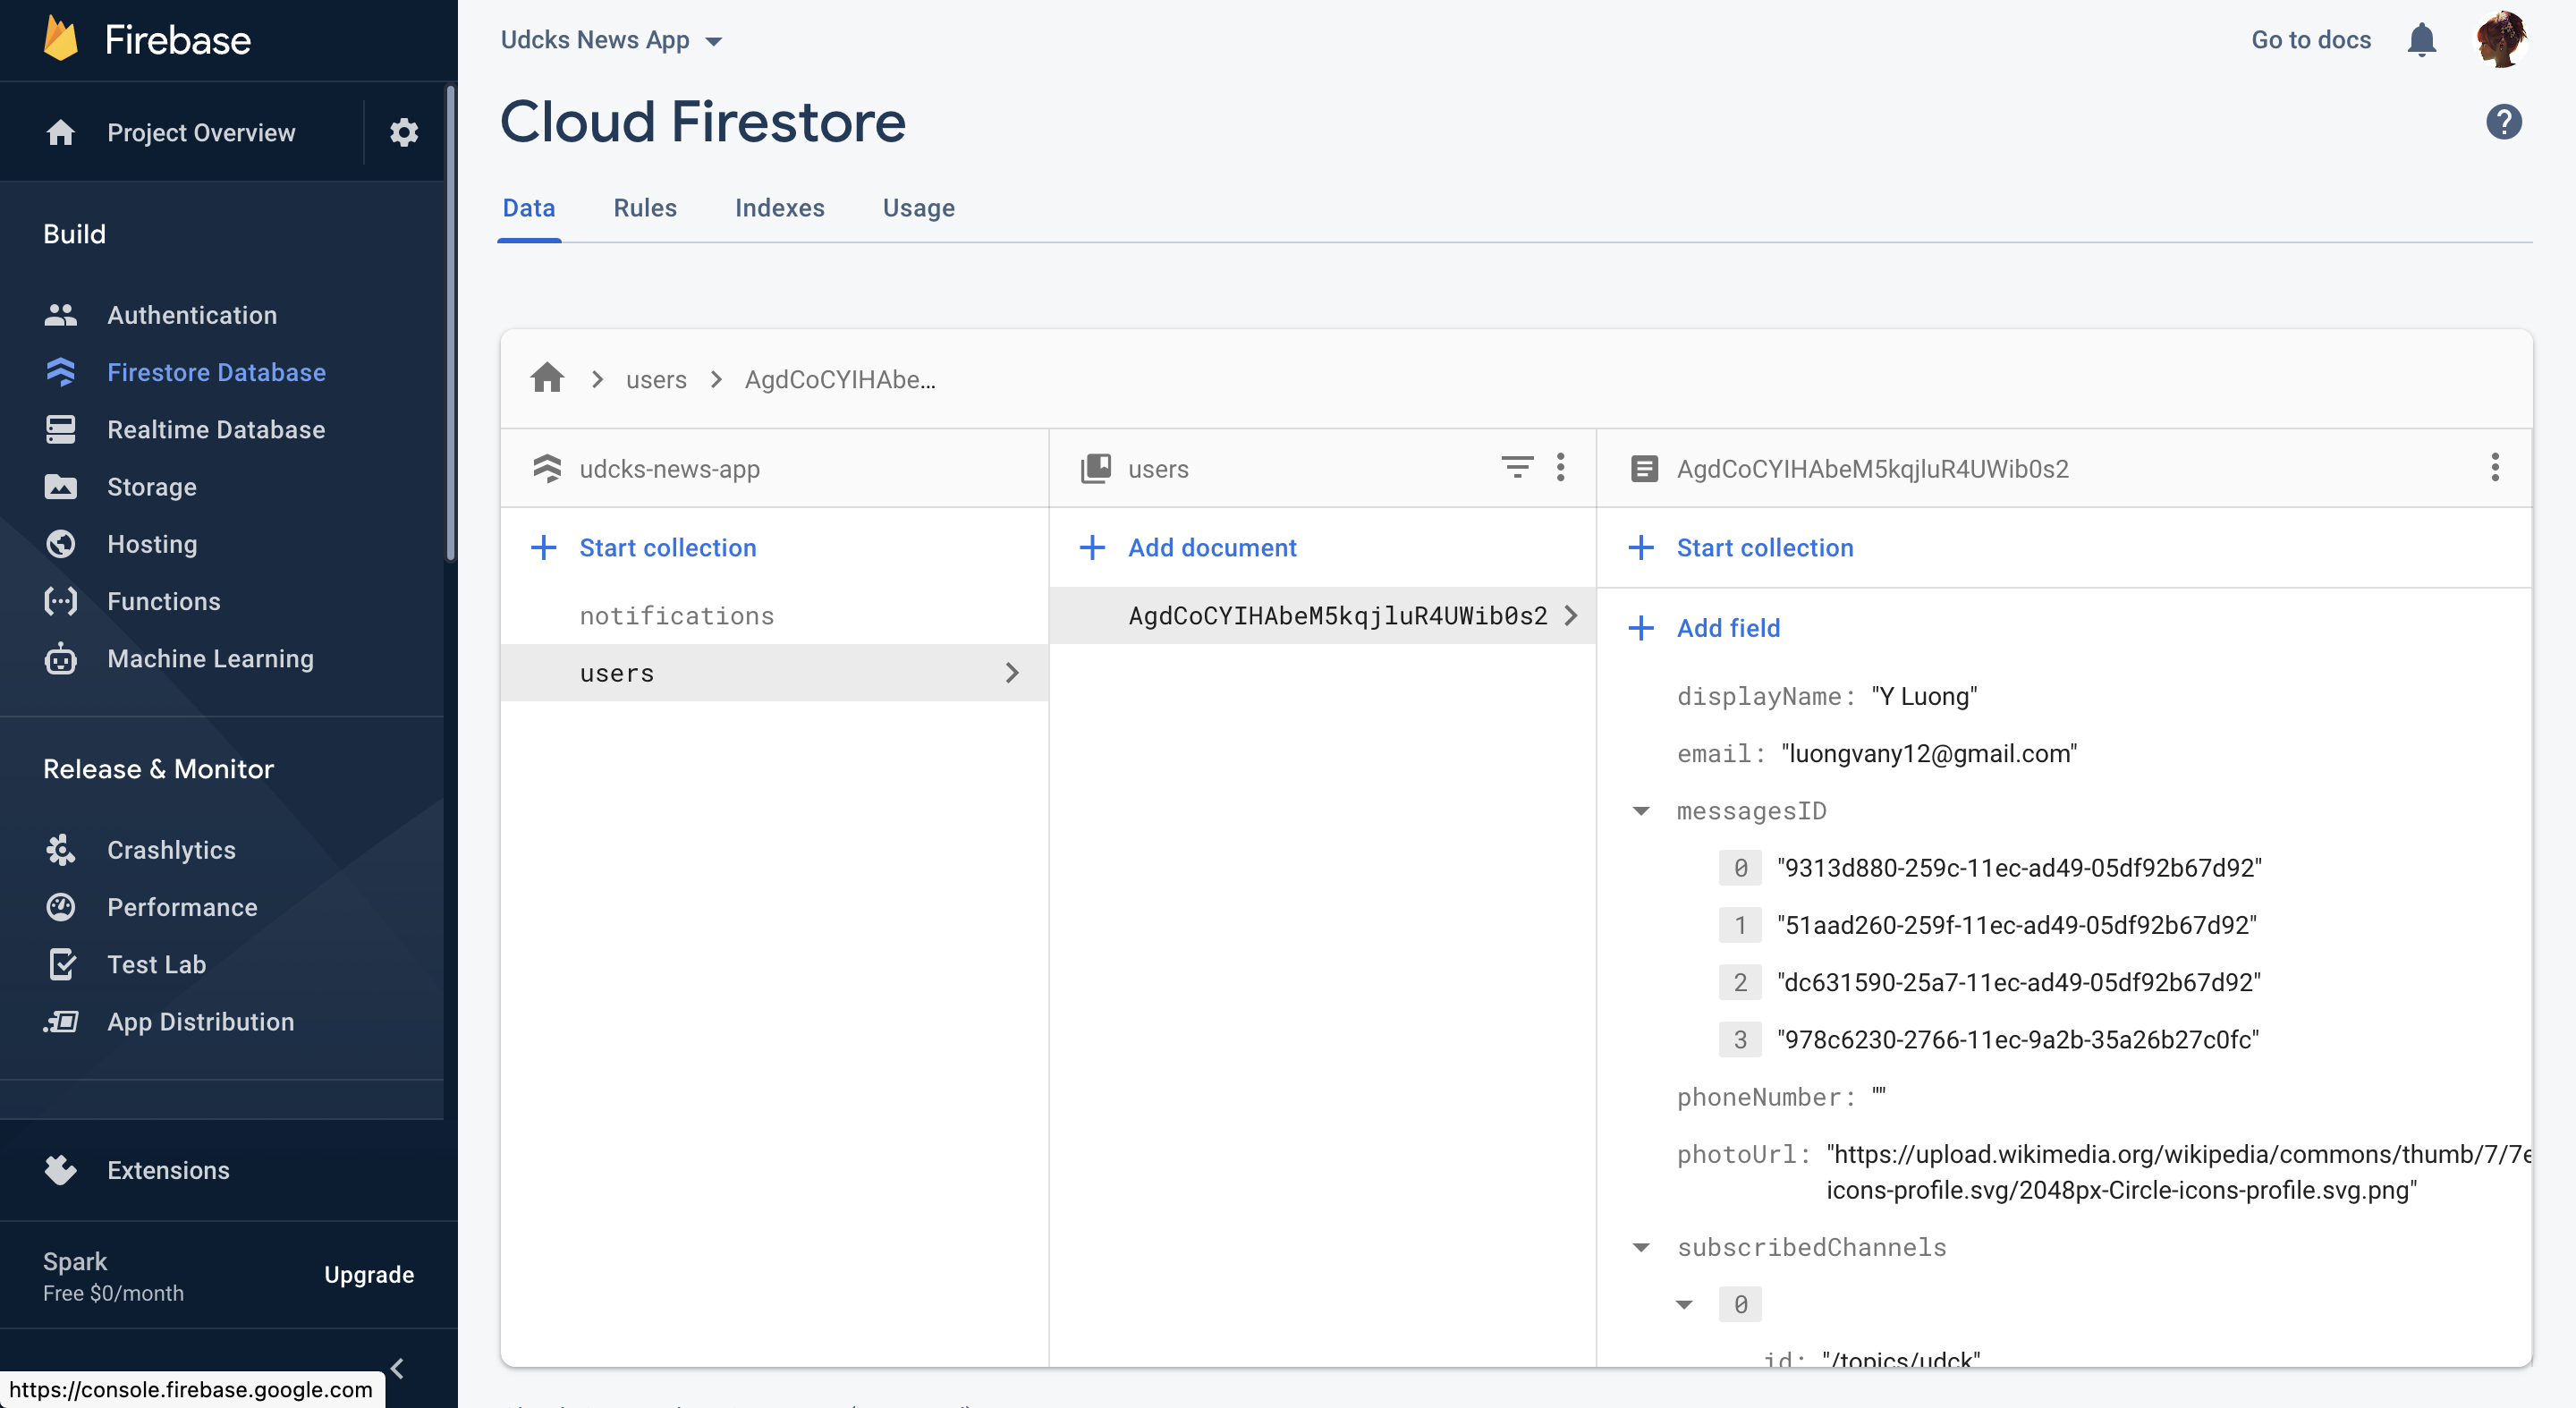 Firebase
Project Overview
Build
Authentication
Firestore Database
Realtime Database
Storage
Hosting
Functions
Machine Learning
Release & Monitor
Crashlytics
Performance
Test Lab
App Distribution
Extensions
Spark
Free $0/month
Upgrade
https://console.firebase.google.com
Udcks News App
Go to docs
Cloud Firestore
Data Rules Indexes Usage
users AgdCoCYIHAbe...
udcks-news-app
Start collection
notifications
users
users
Add document
AgdCoCYIHAbeM5kqjluR4UWib0s2
AgdCoCYIHAbeM5kqjluR4UWib0s2
Start collection
Add field
displayName: "Y Luong"
email: "luongvany12@gmail.com"
messagesID
0 "9313d880-259c-11ec-ad49-05df92b67d92"
1 "51aad260-259f-11ec-ad49-05df92b67d92"
2 "dc631590-25a7-11ec-ad49-05df92b67d92"
3 "978c6230-2766-11ec-9a2b-35a26b27c0fc"
phoneNumber: ""
photoUrl: "https://upload.wikimedia.org/wikipedia/commons/thumb/7/7e
icons-profile.svg/2048px-Circle-icons-profile.svg.png"
subscribedChannels
0
id: "/topics/udck"